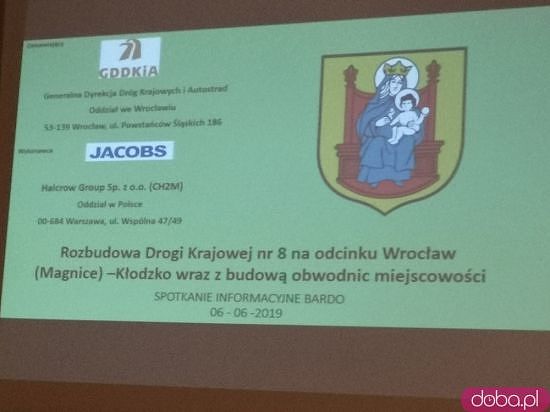 Zamawiający
GDDKiA
Generalna Dyrekcja Dróg Krajowych i Autostrad
Oddział we Wrocławiu
53-139 Wrocław, ul. Powstańców Śląskich 186
Wykonawca
JACOBS
Halcrow Group Sp. z o.o. (CH2M)
Oddział w Polsce
00-684 Warszawa, ul. Wspólna 47/49
Rozbudowa Drogi Krajowej nr 8 na odcinku Wrocław
(Magnice) –Kłodzko wraz z budową obwodnic miejscowości
SPOTKANIE INFORMACYJNE BARDO
06 - 06 -2019
doba.pl